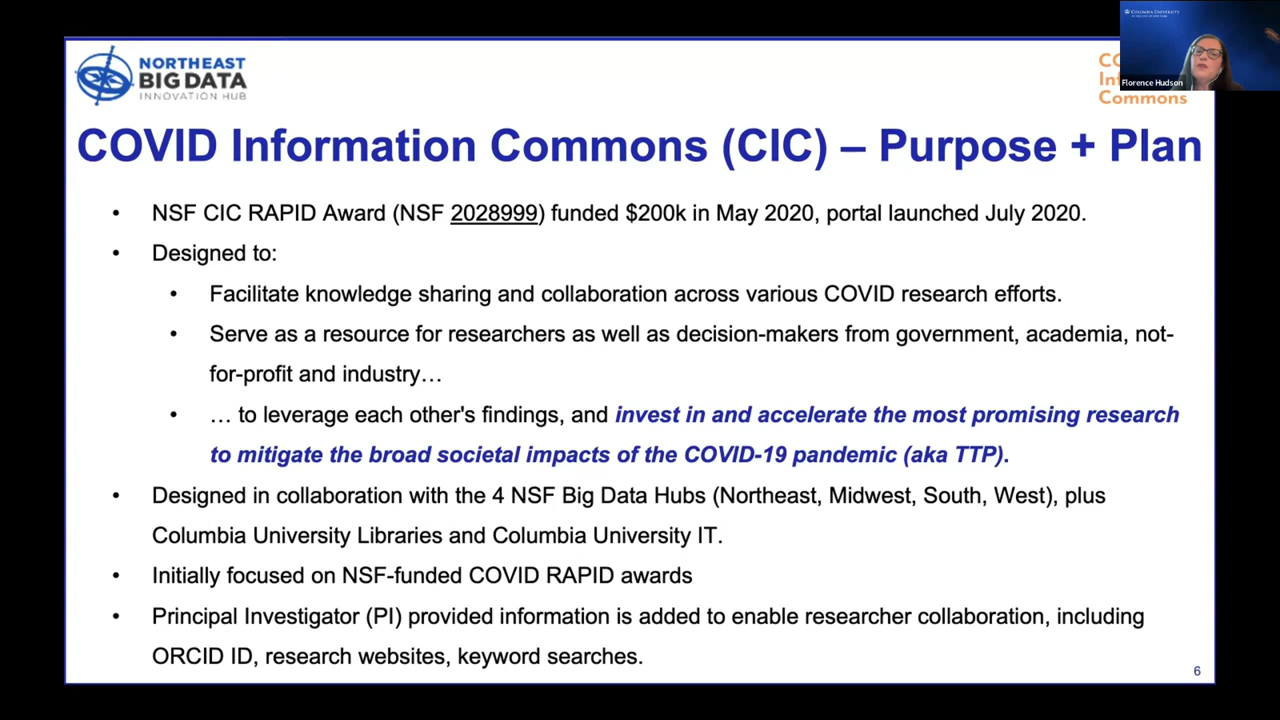 COLUMBIA UNIVERSITY
Florence Hudson
NORTHEAST
BIG DATA
INNOVATION HUB
Commons
COVID Information Commons (CIC) – Purpose + Plan
• NSF CIC RAPID Award (NSF 2028999) funded $200k in May 2020, portal launched July 2020.
• Designed to:
• Facilitate knowledge sharing and collaboration across various COVID research efforts.
• Serve as a resource for researchers as well as decision-makers from government, academia, not-
for-profit and industry…
• … to leverage each other's findings, and invest in and accelerate the most promising research
to mitigate the broad societal impacts of the COVID-19 pandemic (aka TTP).
• Designed in collaboration with the 4 NSF Big Data Hubs (Northeast, Midwest, South, West), plus
Columbia University Libraries and Columbia University IT.
• Initially focused on NSF-funded COVID RAPID awards
• Principal Investigator (PI) provided information is added to enable researcher collaboration, including
ORCID ID, research websites, keyword searches.
6